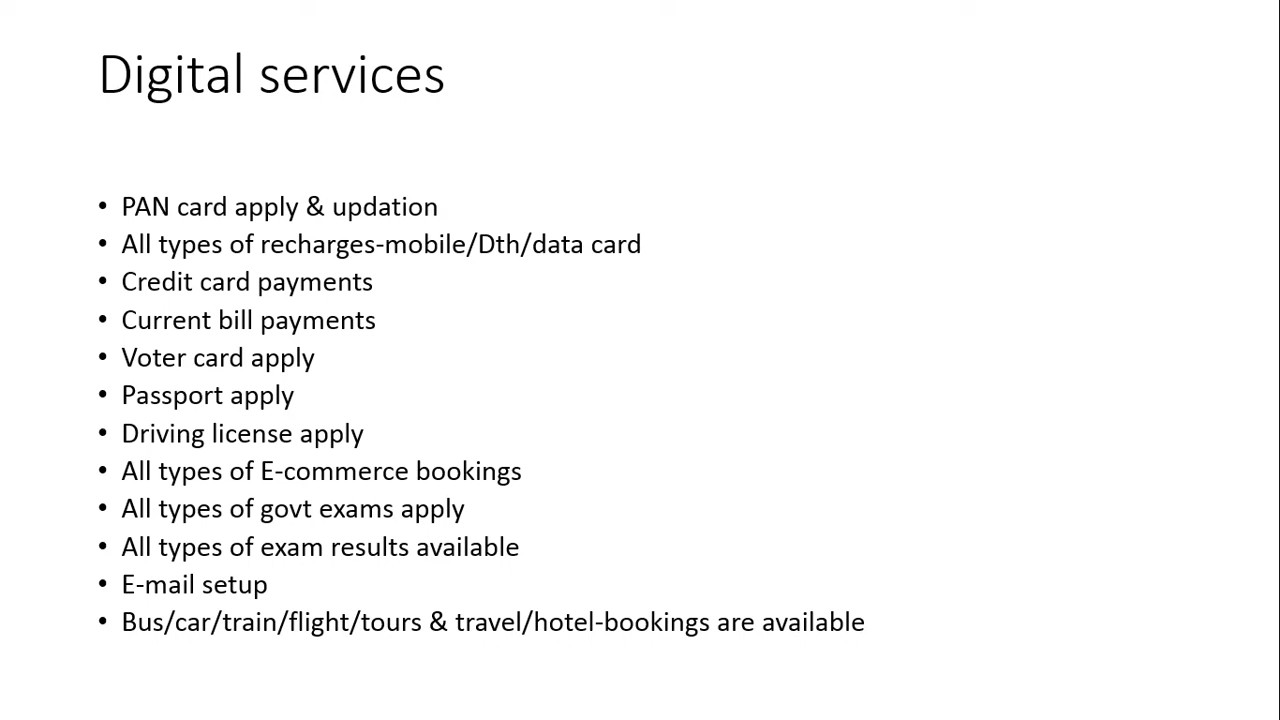 Digital services
• PAN card apply & updation
• All types of recharges-mobile/Dth/data card
• Credit card payments
• Current bill payments
• Voter card apply
• Passport apply
• Driving license apply
• All types of E-commerce bookings
• All types of govt exams apply
• All types of exam results available
• E-mail setup
• Bus/car/train/flight/tours & travel/hotel-bookings are available